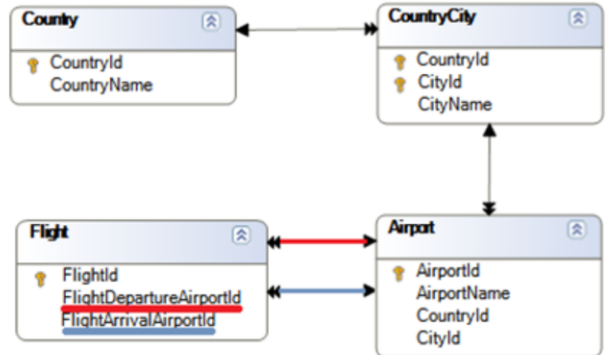 Country
CountryId
CountryName
CountryCity
CountryId
CityId
CityName
Flight
FlightId
FlightDepartureAirportId
FlightArrivalAirportId
Airport
AirportId
AirportName
CountryId
CityId